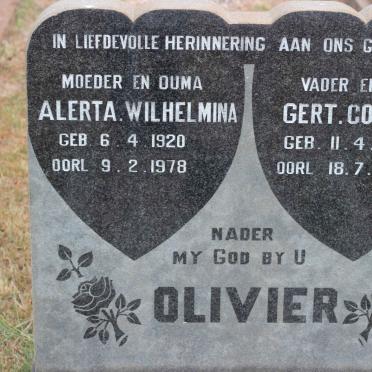 IN LIEFDEVOLLE HERINNERING AAN ONS G
MOEDER EN OUMA
ALERTA. WILHELMINA
GEB 6. 4. 1920
OORL 9. 2. 1978
VADER E
GERT. CO
GEB. 11. 4.
OORL 18. 7.
NADER
MY GOD BY U
OLIVIER